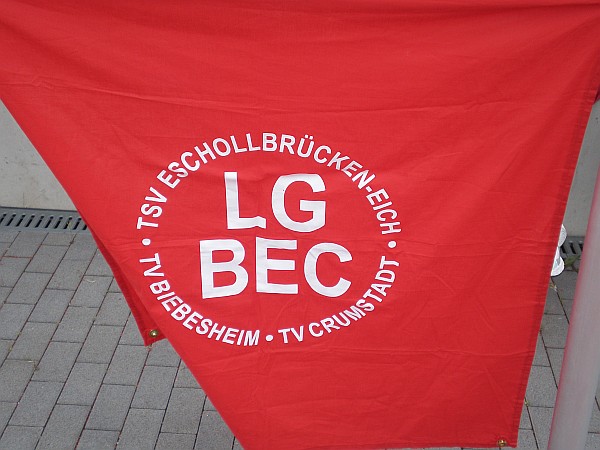 • TSV ESCHOLLBRÜCKEN-EICH •
LG
BEC
TV BIEBESHEIM • TV CRUMSTADT